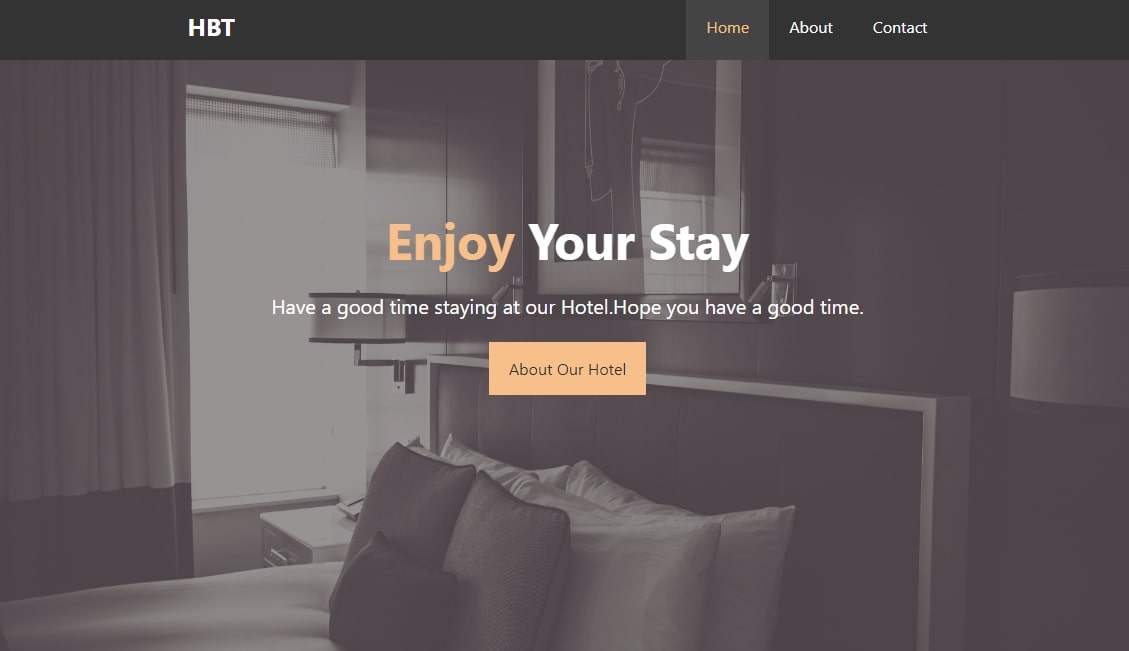 HBT
Home About Contact
Enjoy Your Stay
Have a good time staying at our Hotel.Hope you have a good time.
About Our Hotel